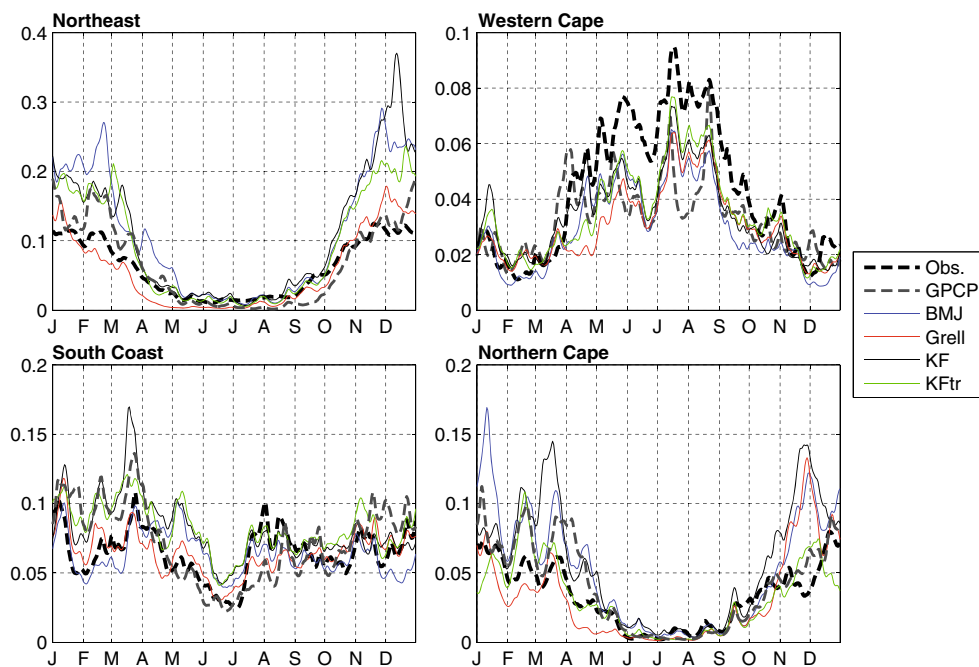 Northeast
0.4
0.3
0.2
0.1
0
J F M A M J J A S O N D
Western Cape
0.1
0.08
0.06
0.04
0.02
0
J F M A M J J A S O N D
Obs.
GPCP
BMJ
Grell
KF
KFtr
South Coast
0.2
0.15
0.1
0.05
0
J F M A M J J A S O N D
Northern Cape
0.2
0.15
0.1
0.05
0
J F M A M J J A S O N D